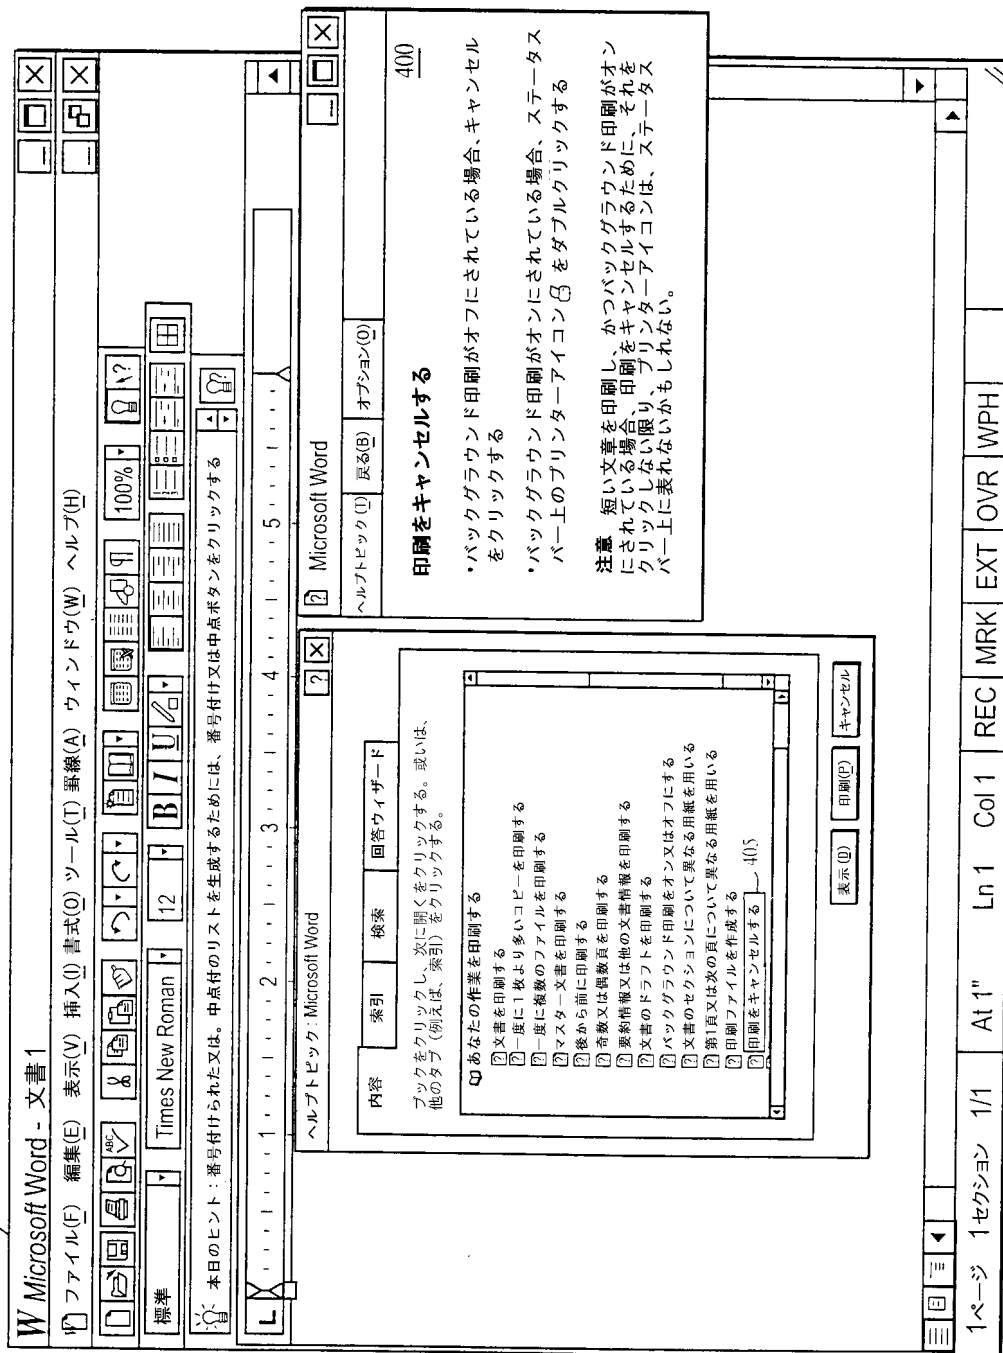 W Microsoft Word - 文書1
ファイル(F) 編集(E) 表示(V) 挿入(I) 書式(O) ツール(T) 罫線(A) ウィンドウ(W) ヘルプ(H)
ABC
100%
標準 Times New Roman 12 B I U
本日のヒント：番号付けられた又は。中点付のリストを生成するためには、番号付け又は中点ボタンをクリックする
L 1 2 3 4 5
ヘルプトピック：Microsoft Word
内容 索引 検索 回答ウィザード
ブックをクリックし、次に開くをクリックする。或いは、
他のタブ(例えば、索引)をクリックする。
あなたの作業を印刷する
? 文書を印刷する
? 一度に1枚より多いコピーを印刷する
? 一度に複数のファイルを印刷する
? マスター文書を印刷する
? 後から前に印刷する
? 奇数又は偶数頁を印刷する
? 要約情報又は他の文書情報を印刷する
? 文書のドラフトを印刷する
? バックグラウンド印刷をオン又はオフにする
? 文書のセクションについて異なる用紙を用いる
? 第1頁又は次の頁について異なる用紙を用いる
? 印刷ファイルを作成する
? 印刷をキャンセルする 405
表示(D) 印刷(P) キャンセル
? Microsoft Word
ヘルプトピック(T) 戻る(B) オプション(O)
400
印刷をキャンセルする
・バックグラウンド印刷がオフにされている場合、キャンセル
をクリックする
・バックグラウンド印刷がオンにされている場合、ステータス
バー上のプリンターアイコンをダブルクリックする
注意 短い文章を印刷し、かつバックグラウンド印刷がオン
にされている場合、印刷をキャンセルするために、それを
クリックしない限り、プリンターアイコンは、ステータス
バー上に表れないかもしれない。
1ページ 1セクション 1/1 At 1" Ln 1 Col 1 REC MRK EXT OVR WPH